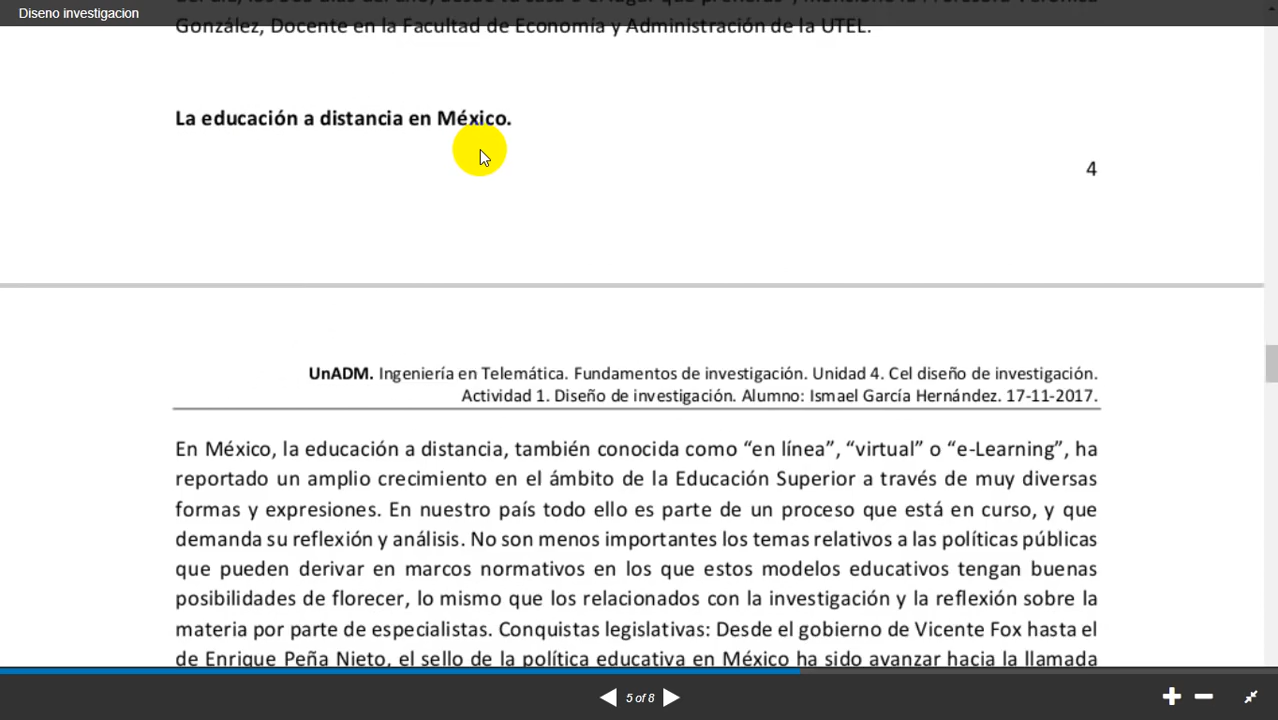 Diseno investigacion
González, Docente en la Facultad de Economía y Administración de la UTEL.
La educación a distancia en México.
4
UnADM. Ingeniería en Telemática. Fundamentos de investigación. Unidad 4. Cel diseño de investigación.
Actividad 1. Diseño de investigación. Alumno: Ismael García Hernández. 17-11-2017.
En México, la educación a distancia, también conocida como “en línea”, “virtual” o “e-Learning”, ha
reportado un amplio crecimiento en el ámbito de la Educación Superior a través de muy diversas
formas y expresiones. En nuestro país todo ello es parte de un proceso que está en curso, y que
demanda su reflexión y análisis. No son menos importantes los temas relativos a las políticas públicas
que pueden derivar en marcos normativos en los que estos modelos educativos tengan buenas
posibilidades de florecer, lo mismo que los relacionados con la investigación y la reflexión sobre la
materia por parte de especialistas. Conquistas legislativas: Desde el gobierno de Vicente Fox hasta el
de Enrique Peña Nieto, el sello de la política educativa en México ha sido avanzar hacia la llamada
5 of 8